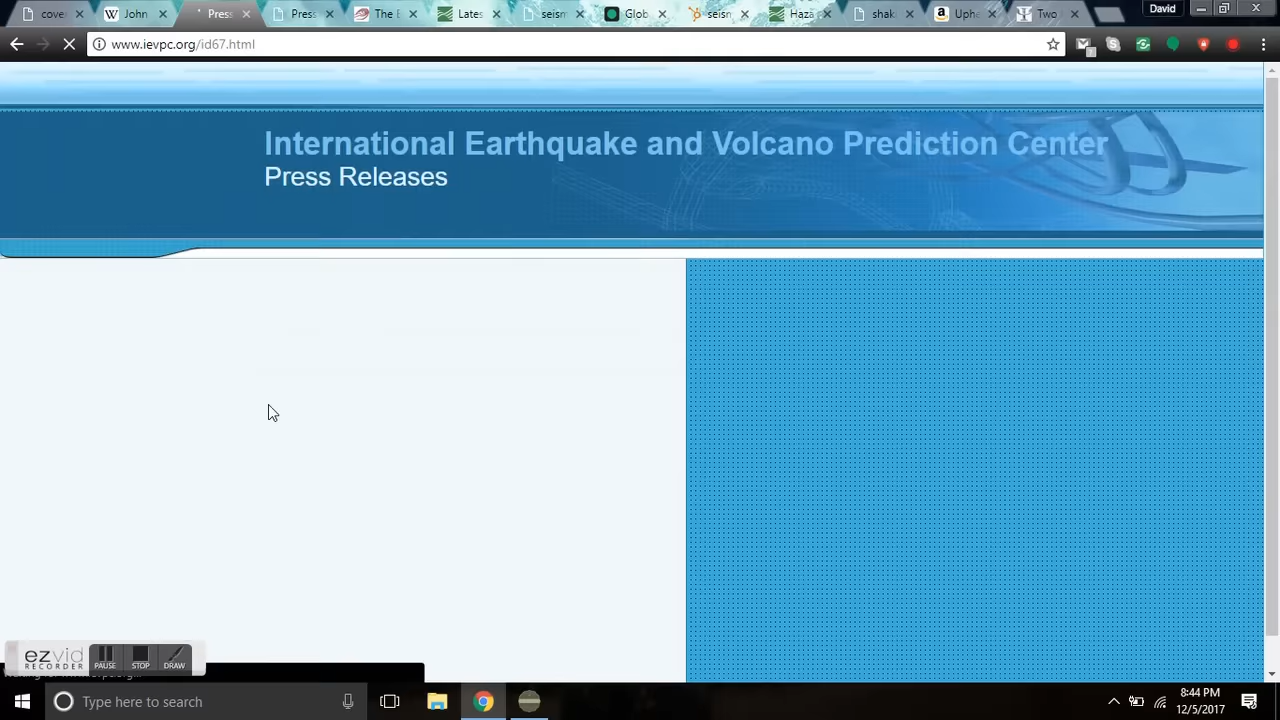 cove
John
Press
Press
The E
Lates
seism
Glob
seisn
Haza
shak
Uphe
Two
David
www.ievpc.org/id67.html
International Earthquake and Volcano Prediction Center
Press Releases
ezvid
RECORDER
PAUSE
STOP
DRAW
Type here to search
8:44 PM
12/5/2017